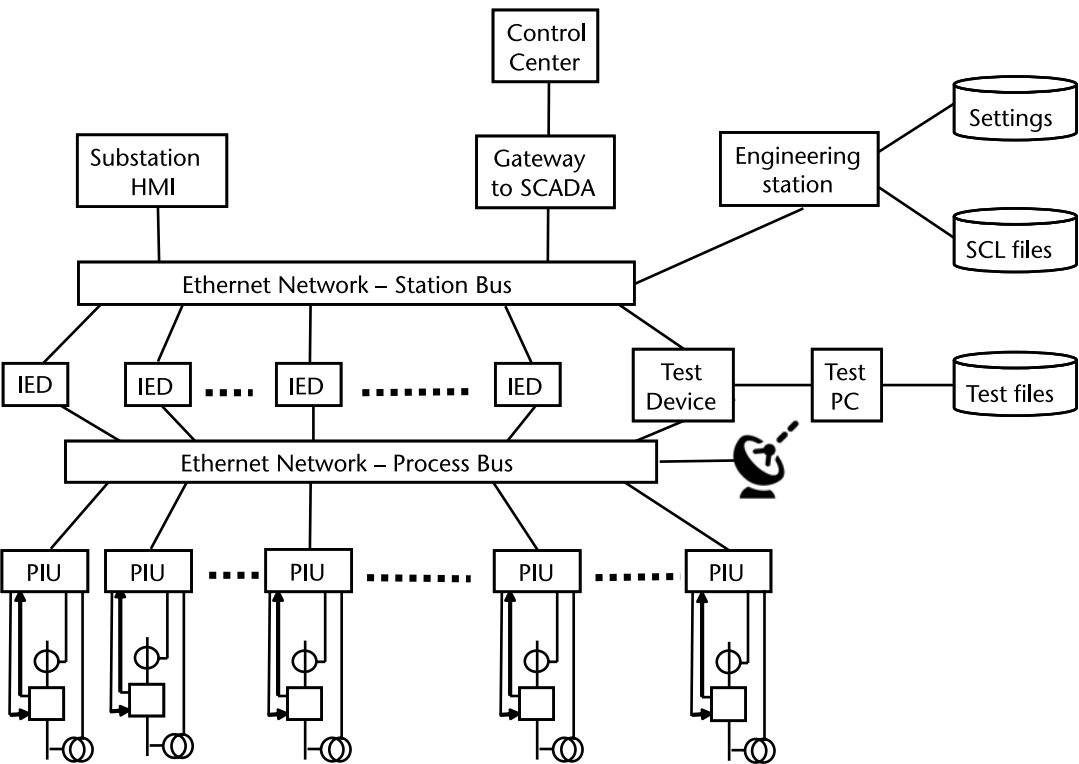 Control
Center
Substation
HMI
Gateway
to SCADA
Engineering
station
Settings
SCL files
Ethernet Network – Station Bus
IED
IED
IED
IED
Test
Device
Test
PC
Test files
Ethernet Network – Process Bus
PIU
PIU
PIU
PIU
PIU